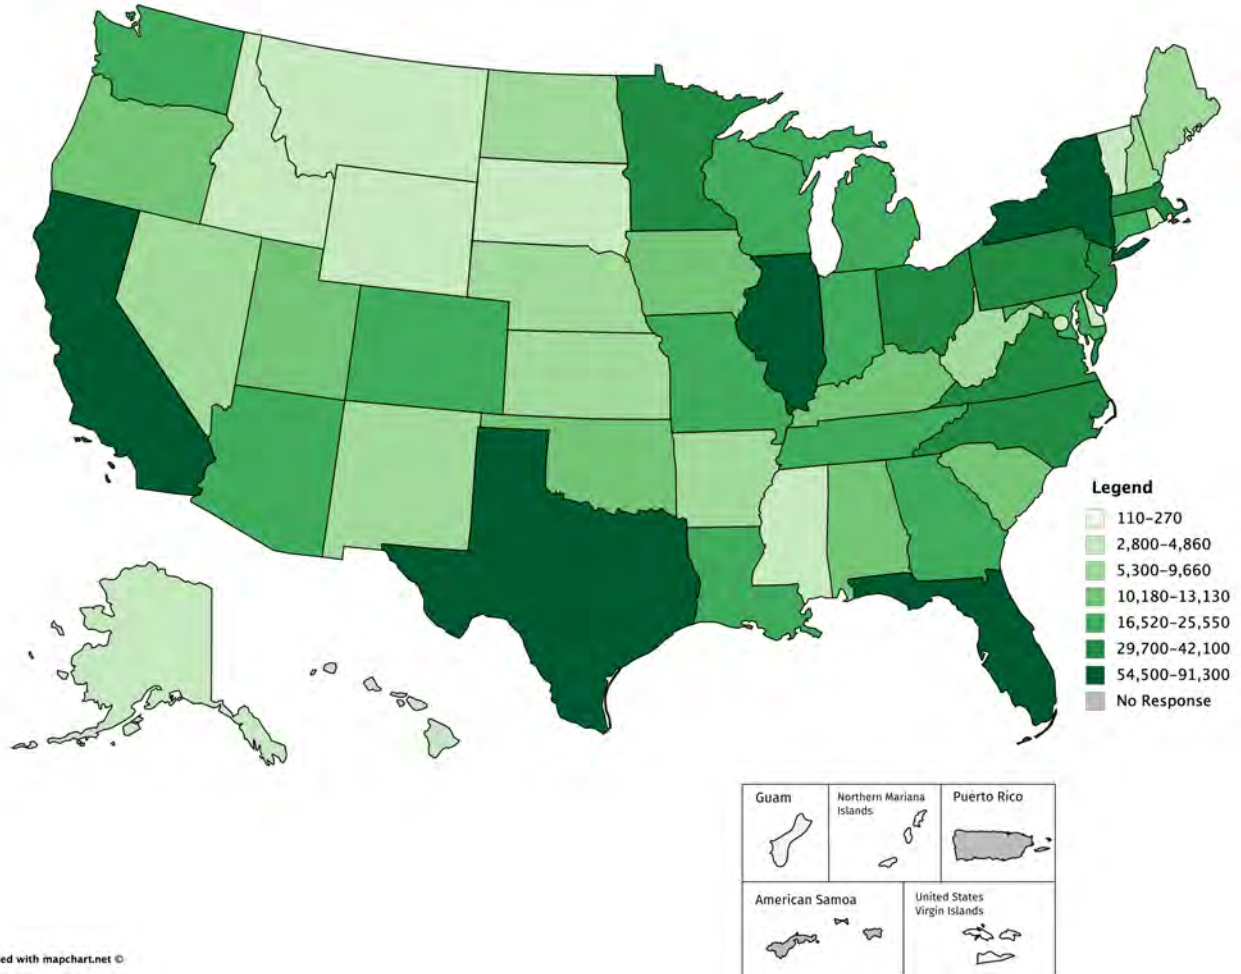 Legend
110–270
2,800–4,860
5,300–9,660
10,180–13,130
16,520–25,550
29,700–42,100
54,500–91,300
No Response
Guam
Northern Mariana
Islands
Puerto Rico
American Samoa
United States
Virgin Islands
ed with mapchart.net ©